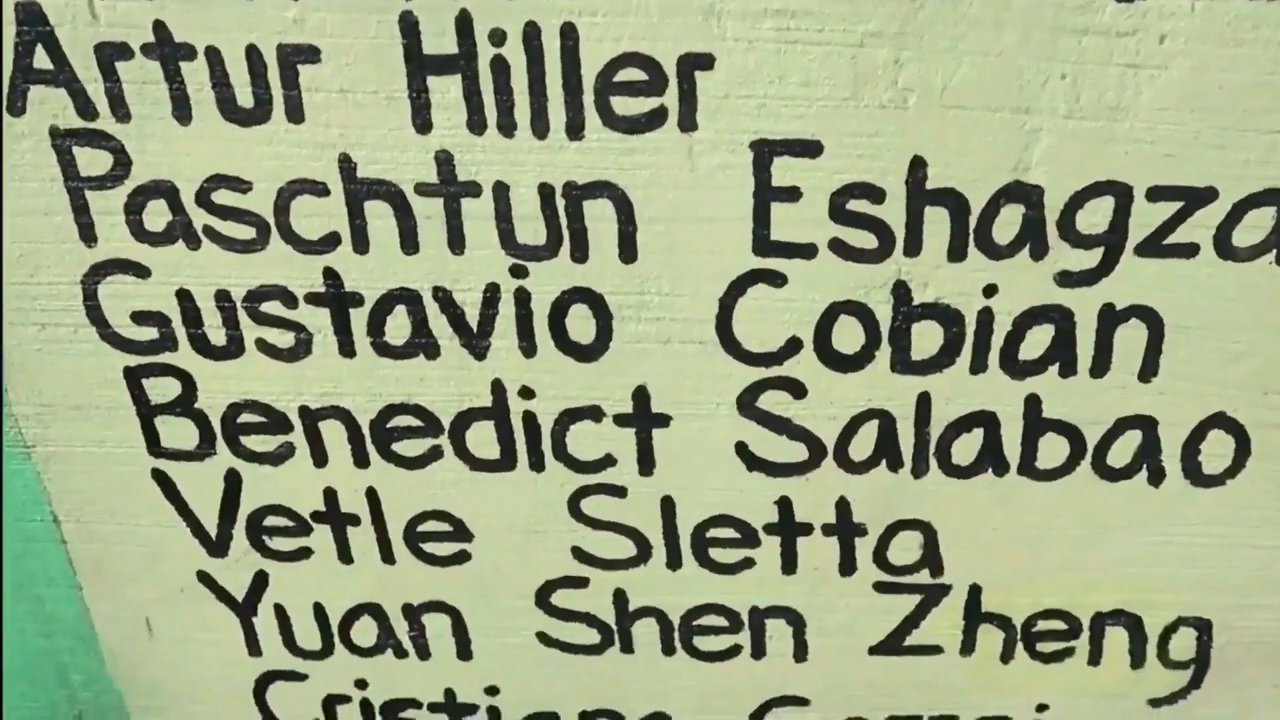 Artur Hiller
Paschtun Eshagza
Gustavio Cobian
Benedict Salabao
Vetle Sletta
Yuan Shen Zheng